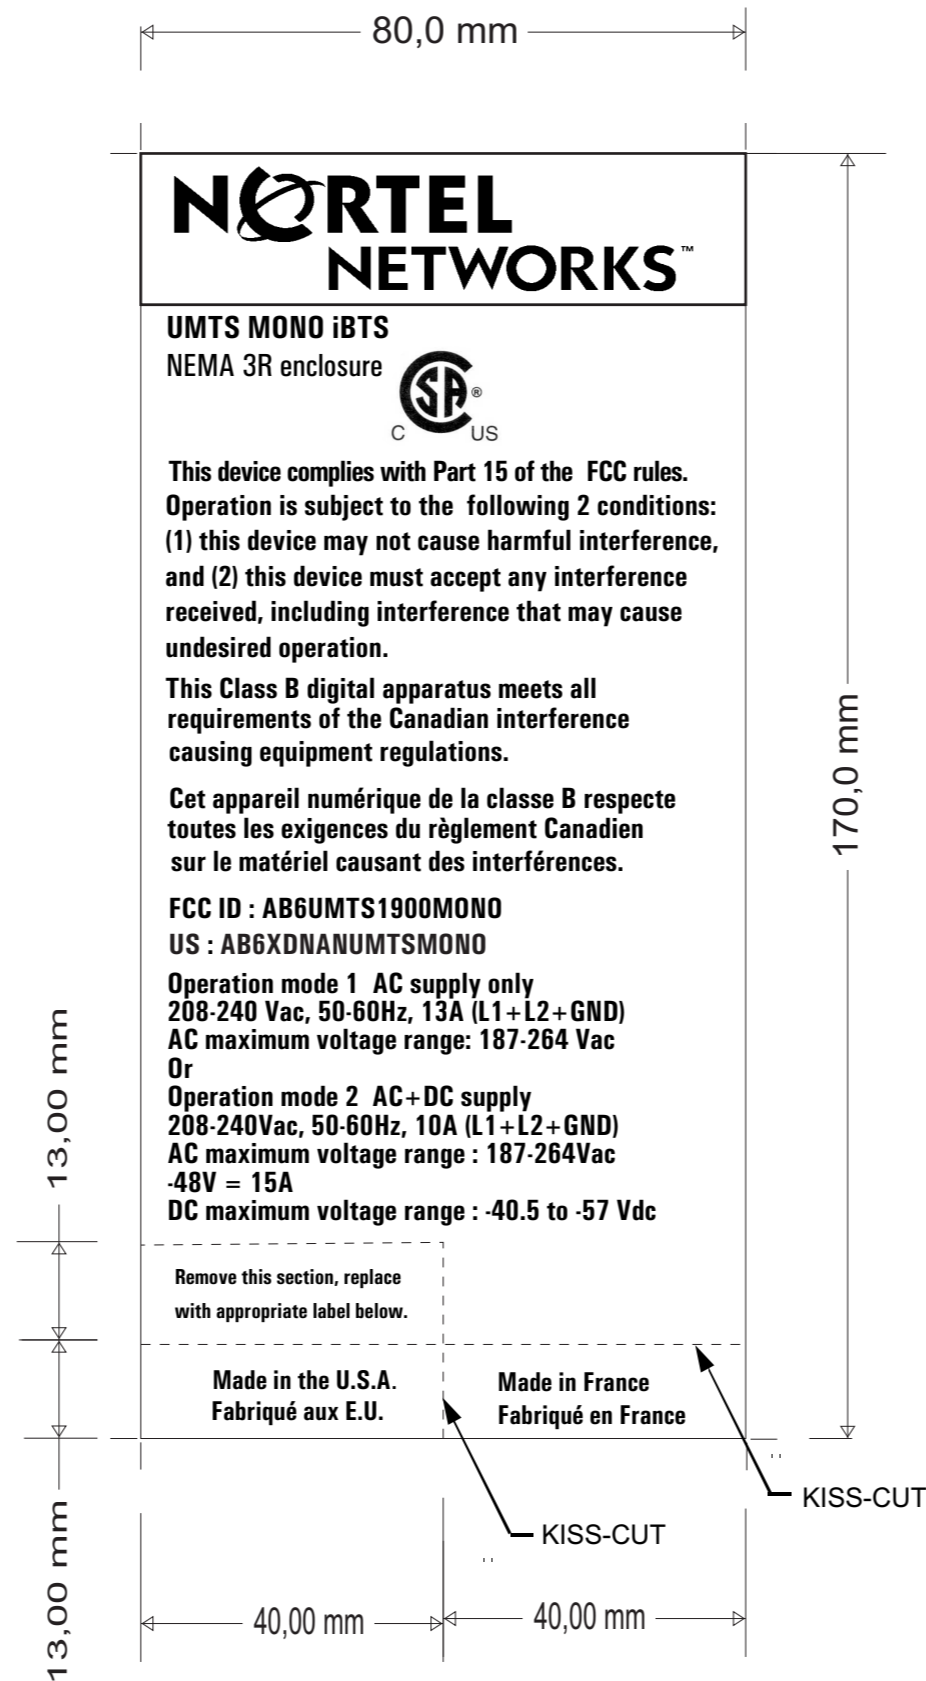 80,0 mm
NORTEL
NETWORKS™
UMTS MONO iBTS
NEMA 3R enclosure
CSA®
C US
This device complies with Part 15 of the FCC rules.
Operation is subject to the following 2 conditions:
(1) this device may not cause harmful interference,
and (2) this device must accept any interference
received, including interference that may cause
undesired operation.
This Class B digital apparatus meets all
requirements of the Canadian interference
causing equipment regulations.
Cet appareil numérique de la classe B respecte
toutes les exigences du règlement Canadien
sur le matériel causant des interférences.
FCC ID : AB6UMTS1900MONO
US : AB6XDNANUMTSMONO
Operation mode 1 AC supply only
208-240 Vac, 50-60Hz, 13A (L1+L2+GND)
AC maximum voltage range: 187-264 Vac
Or
Operation mode 2 AC+DC supply
208-240Vac, 50-60Hz, 10A (L1+L2+GND)
AC maximum voltage range : 187-264Vac
-48V = 15A
DC maximum voltage range : -40.5 to -57 Vdc
170,0 mm
13,00 mm
Remove this section, replace
with appropriate label below.
Made in the U.S.A.
Fabriqué aux E.U.
Made in France
Fabriqué en France
KISS-CUT
KISS-CUT
13,00 mm
40,00 mm
40,00 mm